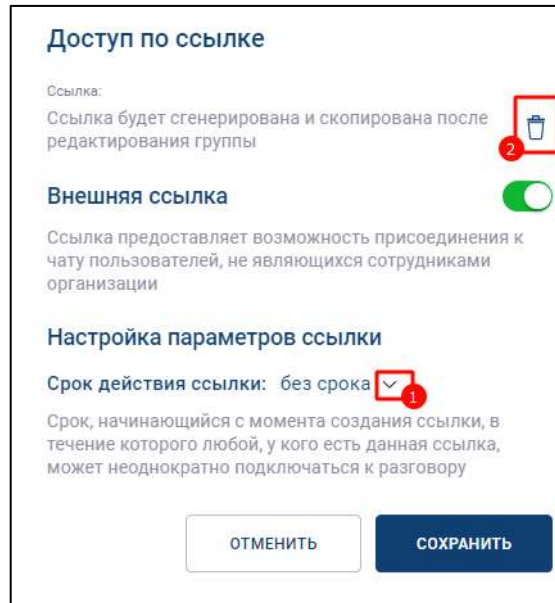 Доступ по ссылке
Ссылка:
Ссылка будет сгенерирована и скопирована после
редактирования группы
2
Внешняя ссылка
Ссылка предоставляет возможность присоединения к
чату пользователей, не являющихся сотрудниками
организации
Настройка параметров ссылки
Срок действия ссылки: без срока
1
Срок, начинающийся с момента создания ссылки, в
течение которого любой, у кого есть данная ссылка,
может неоднократно подключаться к разговору
ОТМЕНИТЬ СОХРАНИТЬ